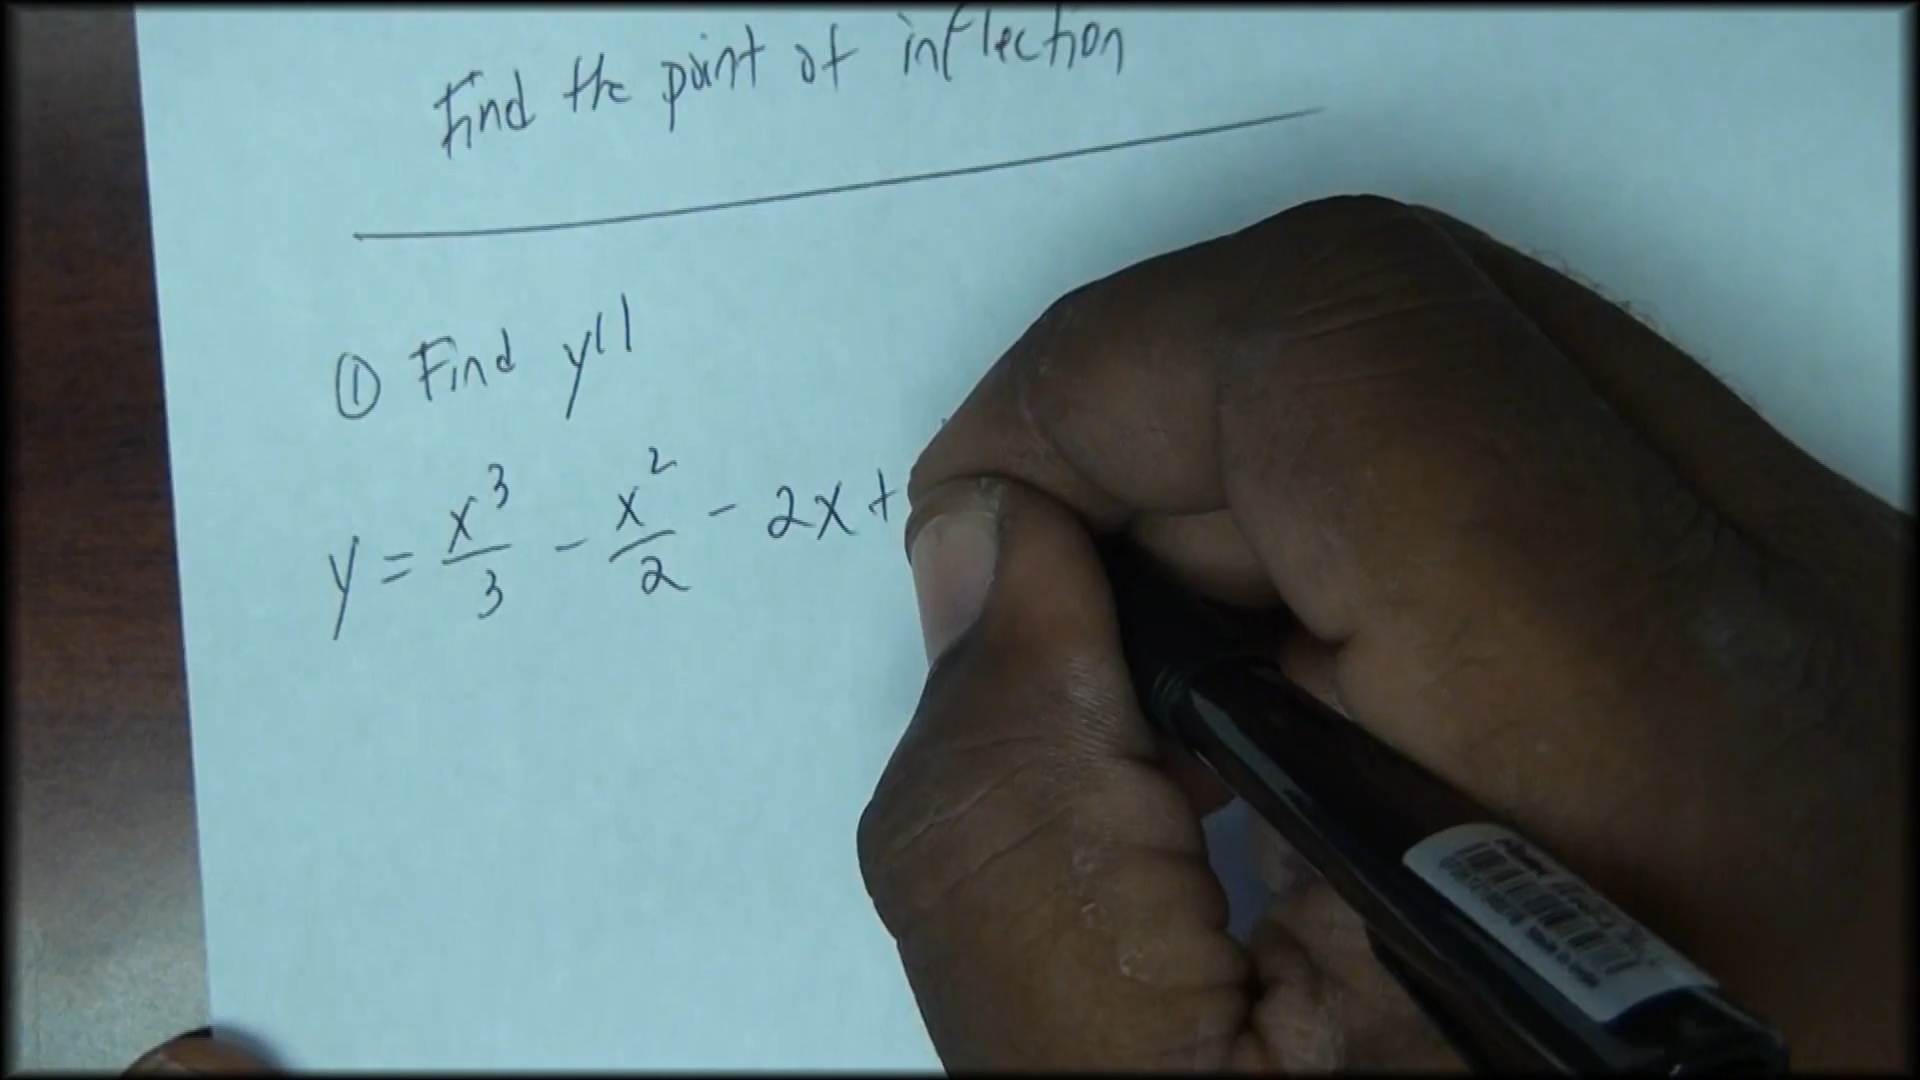 Find the point of inflection
① Find y''
y = x³/3 - x²/2 - 2x +